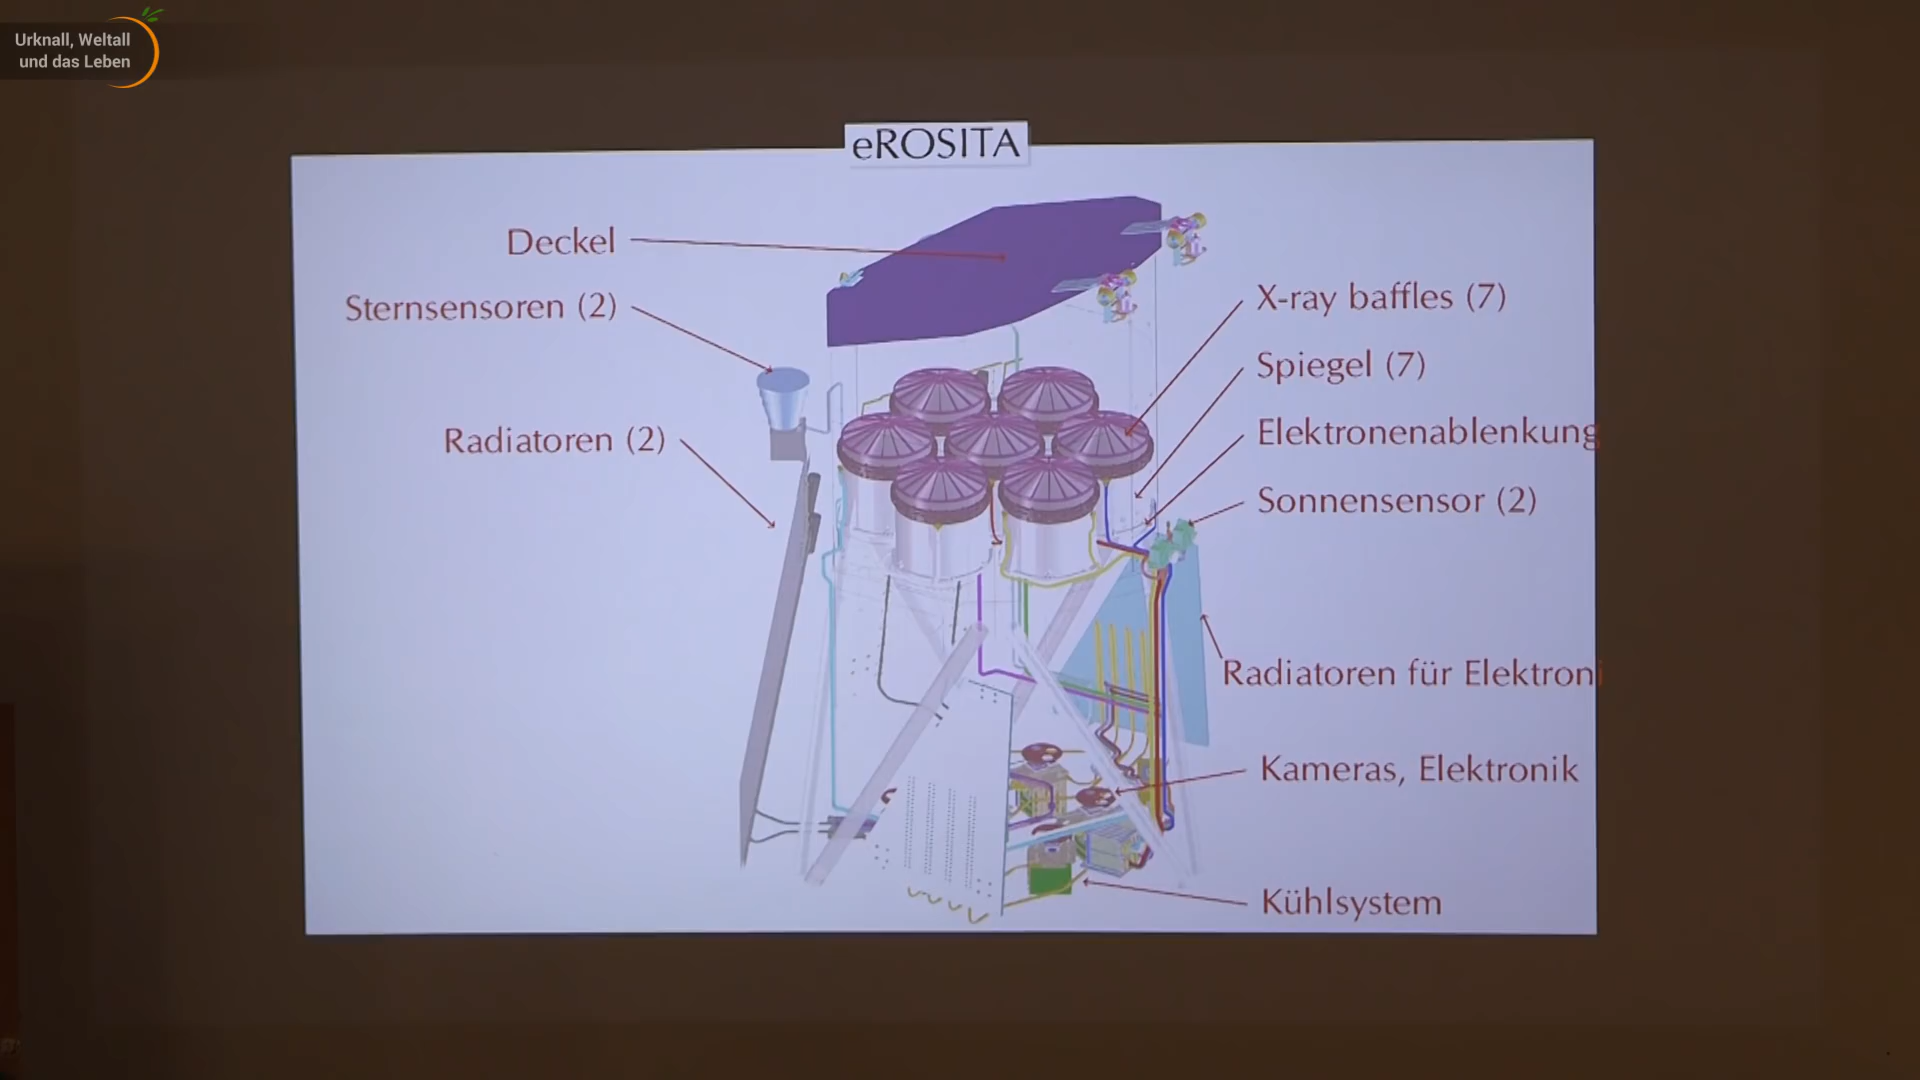 Urknall, Weltall
und das Leben
eROSITA
Deckel
Sternsensoren (2)
Radiatoren (2)
X-ray baffles (7)
Spiegel (7)
Elektronenablenkung
Sonnensensor (2)
Radiatoren für Elektroni
Kameras, Elektronik
Kühlsystem